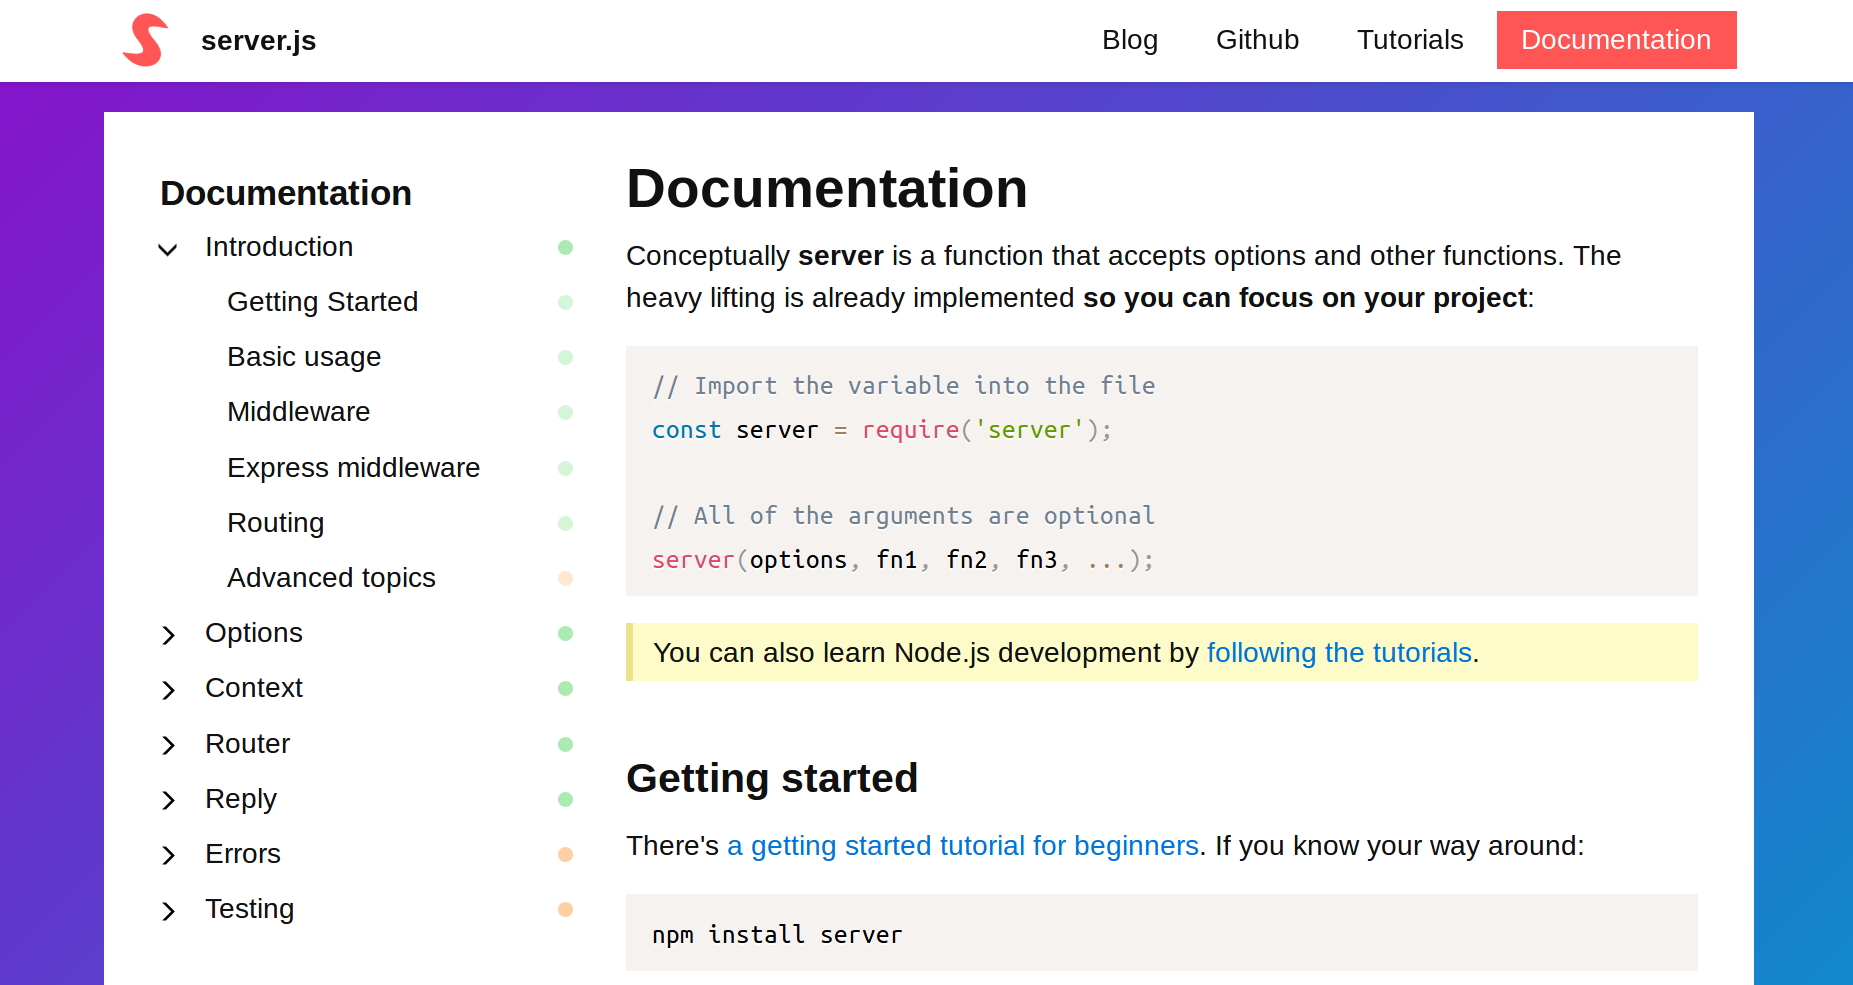 server.js
Blog
Github
Tutorials
Documentation
Documentation
Introduction
Getting Started
Basic usage
Middleware
Express middleware
Routing
Advanced topics
Options
Context
Router
Reply
Errors
Testing
Documentation
Conceptually server is a function that accepts options and other functions. The
heavy lifting is already implemented so you can focus on your project:
// Import the variable into the file
const server = require('server');
// All of the arguments are optional
server(options, fn1, fn2, fn3, ...);
You can also learn Node.js development by following the tutorials.
Getting started
There's a getting started tutorial for beginners. If you know your way around:
npm install server